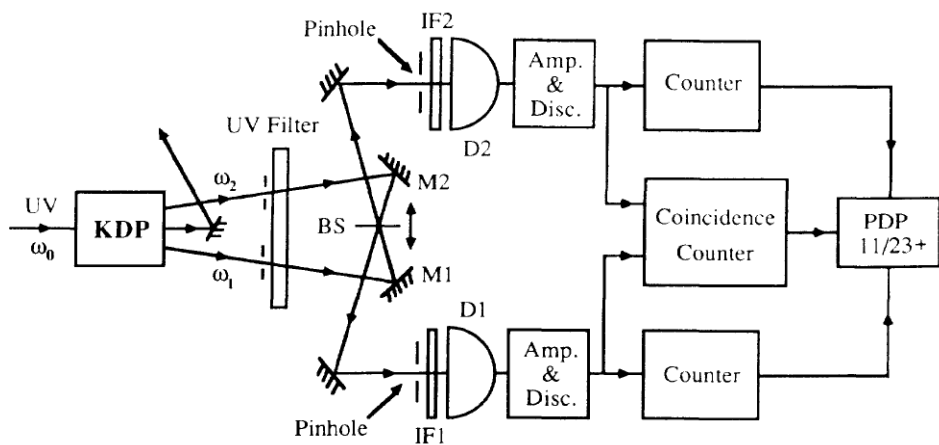 Pinhole
IF2
Amp.
&
Disc.
Counter
UV Filter
D2
ω₂
M2
UV
KDP
BS
Coincidence
Counter
PDP
11/23+
ω₀
ω₁
M1
D1
Amp.
&
Disc.
Counter
Pinhole
IF1